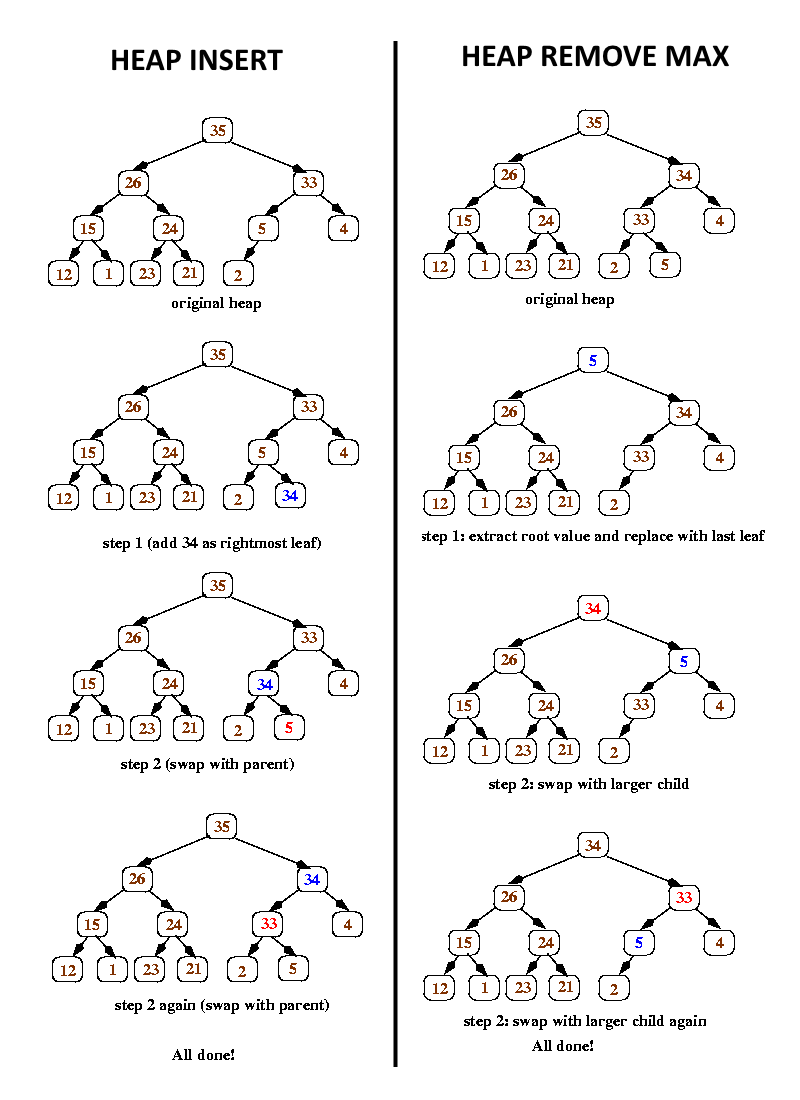 HEAP INSERT
35
26 33
15 24 5 4
12 1 23 21 2
original heap
35
26 33
15 24 5 4
12 1 23 21 2 34
step 1 (add 34 as rightmost leaf)
35
26 33
15 24 34 4
12 1 23 21 2 5
step 2 (swap with parent)
35
26 34
15 24 33 4
12 1 23 21 2 5
step 2 again (swap with parent)
All done!
HEAP REMOVE MAX
35
26 34
15 24 33 4
12 1 23 21 2 5
original heap
5
26 34
15 24 33 4
12 1 23 21 2
step 1: extract root value and replace with last leaf
34
26 5
15 24 33 4
12 1 23 21 2
step 2: swap with larger child
34
26 33
15 24 5 4
12 1 23 21 2
step 2: swap with larger child again
All done!